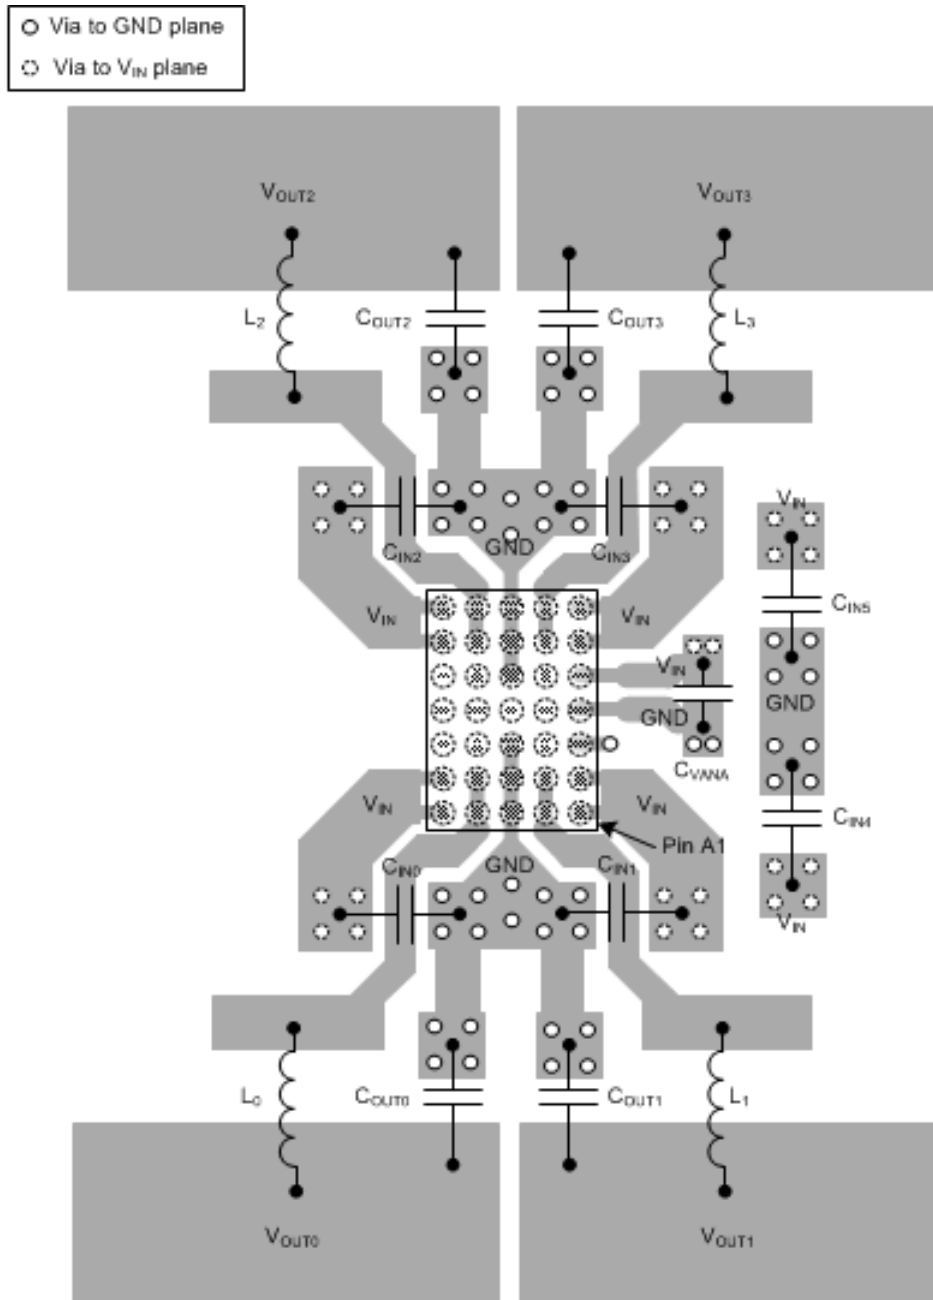 Via to GND plane
Via to VIN plane
VOUT2
VOUT3
L2
COUT2
COUT3
L3
VIN
CIN2
GND
CIN3
CIN5
VIN
VIN
VIN
GND
GND
CVANA
VIN
VIN
CIN4
Pin A1
CIN0
GND
CIN1
VIN
L0
COUT0
COUT1
L1
VOUT0
VOUT1